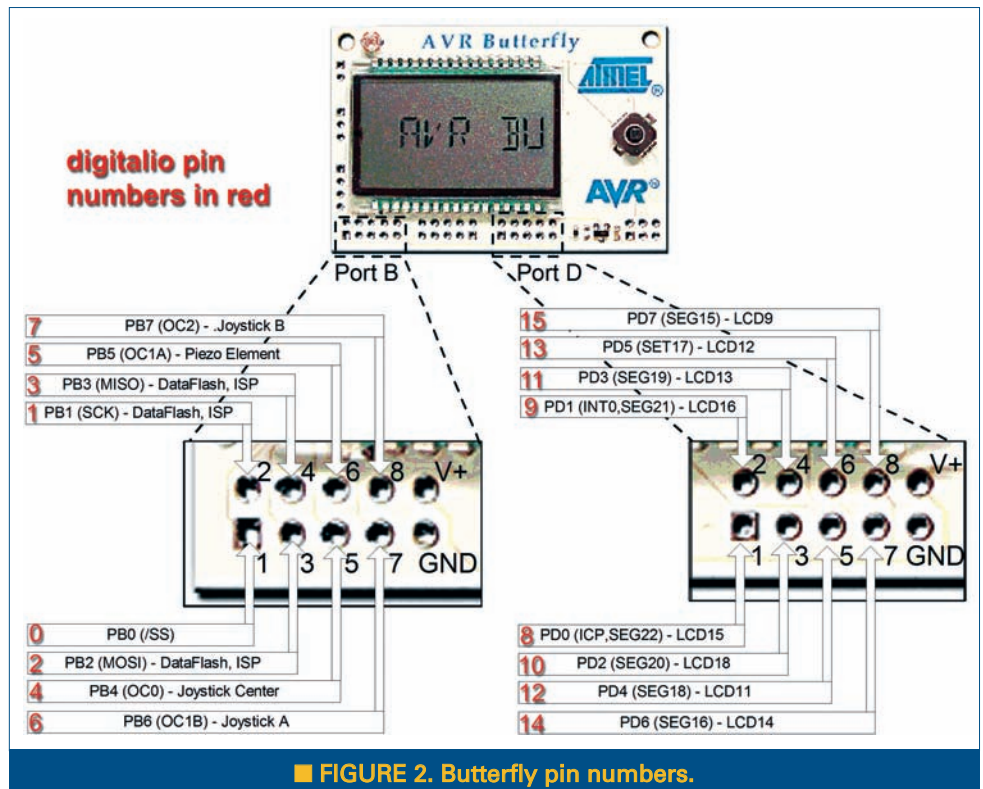 AVR Butterfly
ATMEL®
AVR BU
AVR®
digitalio pin
numbers in red
Port B
Port D
7 PB7 (OC2) - .Joystick B
5 PB5 (OC1A) - Piezo Element
3 PB3 (MISO) - DataFlash, ISP
1 PB1 (SCK) - DataFlash, ISP
2 4 6 8 V+
1 3 5 7 GND
0 PB0 (/SS)
2 PB2 (MOSI) - DataFlash, ISP
4 PB4 (OC0) - Joystick Center
6 PB6 (OC1B) - Joystick A
15 PD7 (SEG15) - LCD9
13 PD5 (SET17) - LCD12
11 PD3 (SEG19) - LCD13
9 PD1 (INT0,SEG21) - LCD16
2 4 6 8 V+
1 3 5 7 GND
8 PD0 (ICP,SEG22) - LCD15
10 PD2 (SEG20) - LCD18
12 PD4 (SEG18) - LCD11
14 PD6 (SEG16) - LCD14
■ FIGURE 2. Butterfly pin numbers.